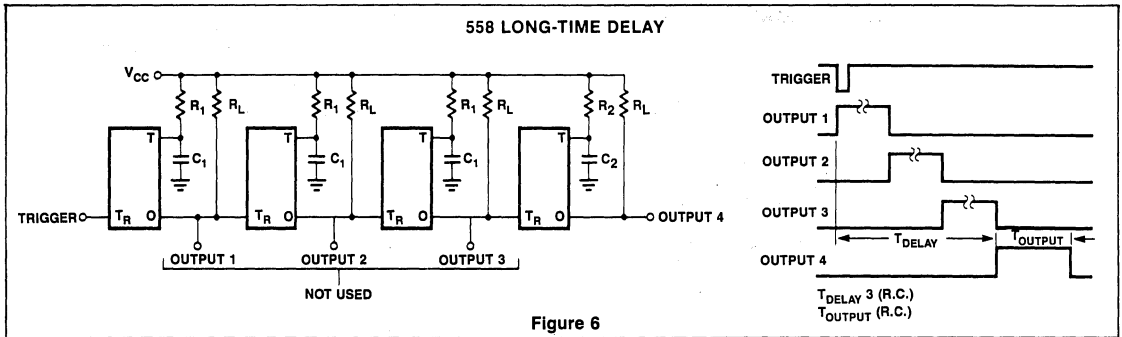 558 LONG-TIME DELAY
VCC
R1 RL R1 RL R1 RL R2 RL
T T T T
C1 C1 C1 C2
TRIGGER TR O TR O TR O TR O OUTPUT 4
OUTPUT 1 OUTPUT 2 OUTPUT 3
NOT USED
TRIGGER
OUTPUT 1
OUTPUT 2
OUTPUT 3
TDELAY TOUTPUT
OUTPUT 4
TDELAY 3 (R.C.)
TOUTPUT (R.C.)
Figure 6